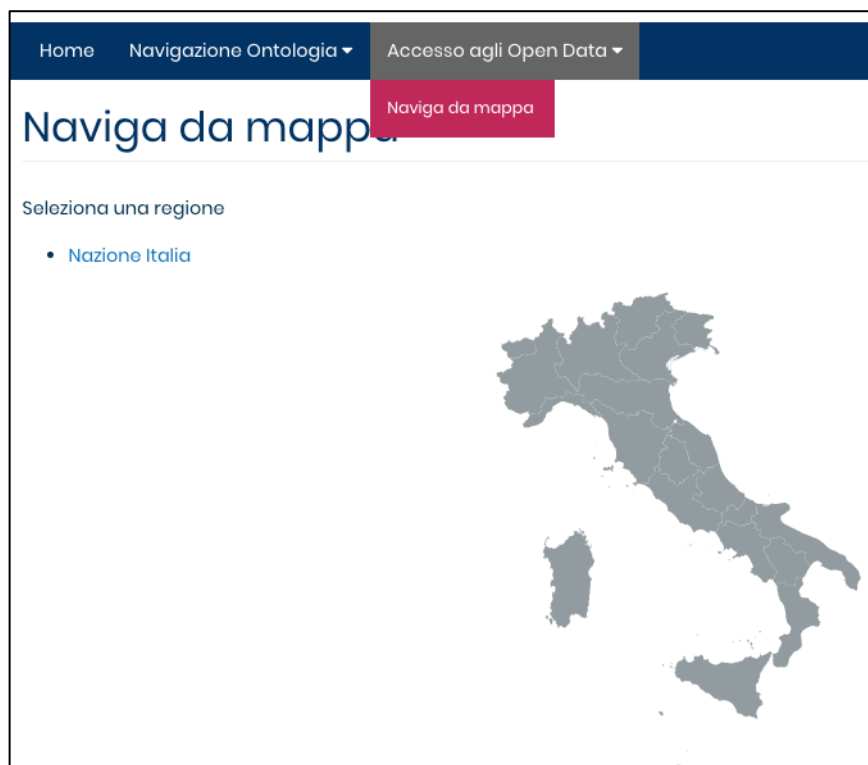 Home Navigazione Ontologia Accesso agli Open Data
Naviga da mappa
Naviga da mappa
Seleziona una regione
Nazione Italia